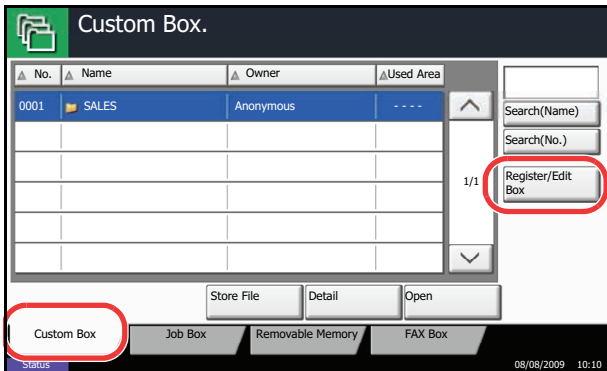 Custom Box.
No. Name Owner Used Area
0001 SALES Anonymous - - - -
Search(Name)
Search(No.)
1/1
Register/Edit
Box
Store File Detail Open
Custom Box Job Box Removable Memory FAX Box
Status 08/08/2009 10:10